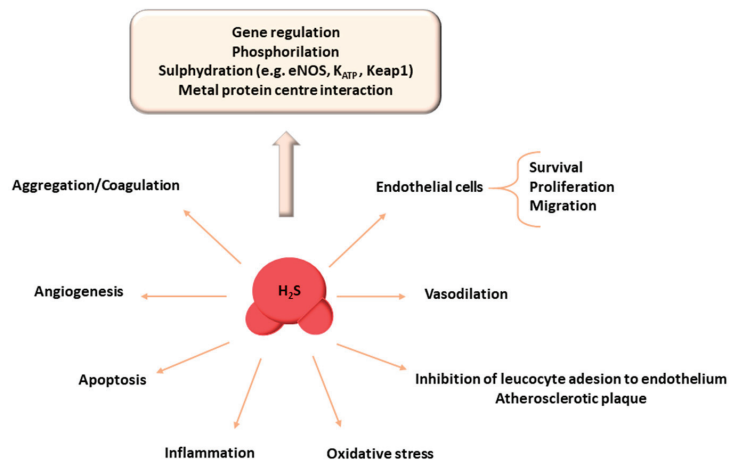 Gene regulation
Phosphorilation
Sulphydration (e.g. eNOS, K_ATP, Keap1)
Metal protein centre interaction
Aggregation/Coagulation
Endothelial cells
Survival
Proliferation
Migration
H₂S
Angiogenesis
Vasodilation
Apoptosis
Inhibition of leucocyte adesion to endothelium
Atherosclerotic plaque
Inflammation
Oxidative stress